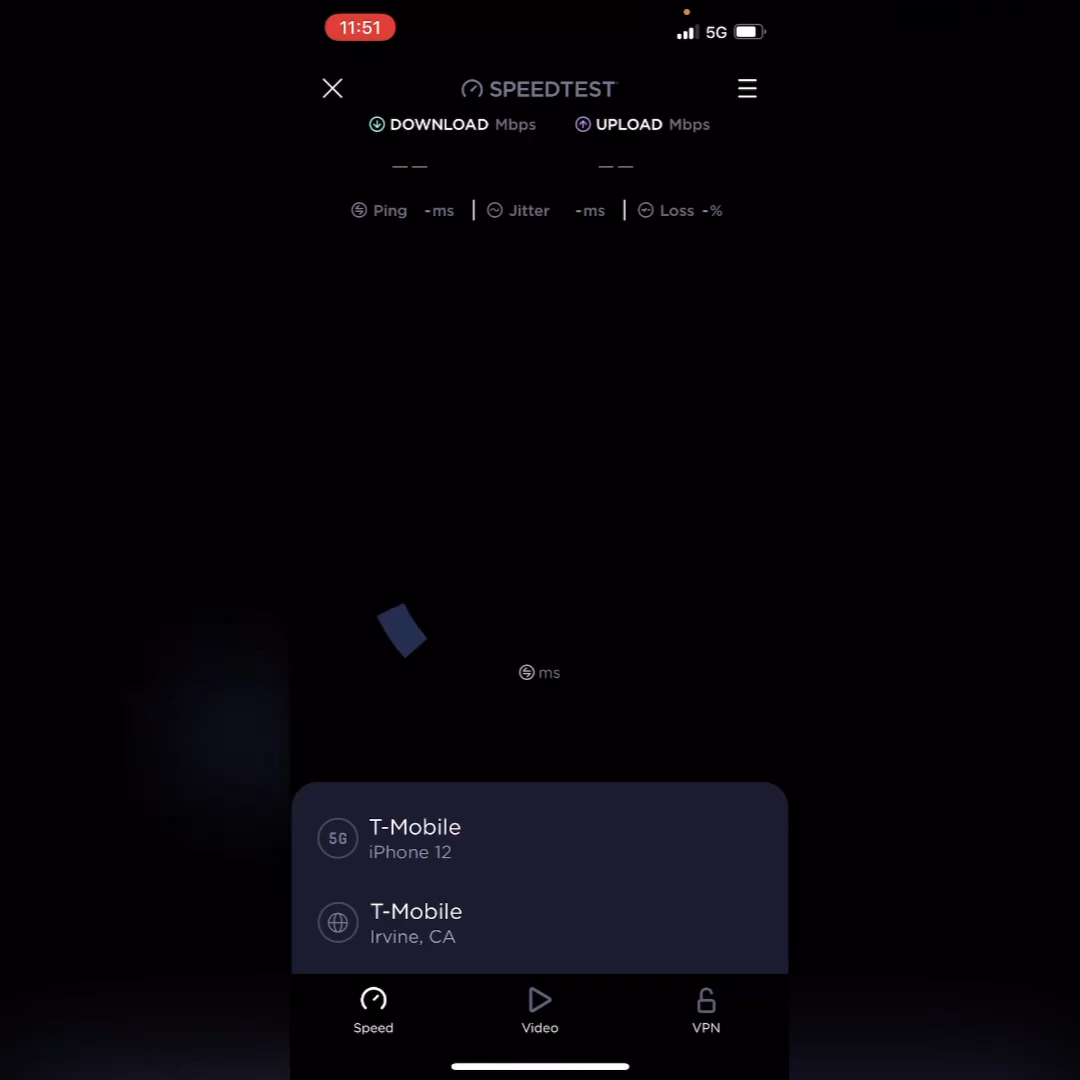 11:51 5G
SPEEDTEST
DOWNLOAD Mbps UPLOAD Mbps
— — — —
Ping -ms Jitter -ms Loss -%
ms
5G T-Mobile
iPhone 12
T-Mobile
Irvine, CA
Speed Video VPN